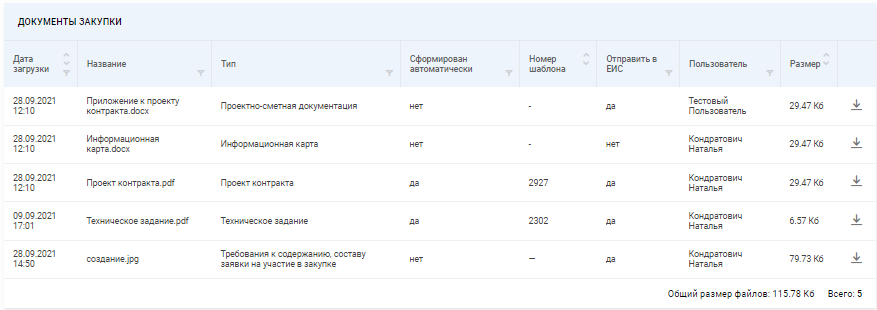 ДОКУМЕНТЫ ЗАКУПКИ
Дата загрузки Название Тип Сформирован автоматически Номер шаблона Отправить в ЕИС Пользователь Размер
28.09.2021 12:10 Приложение к проекту контракта.docx Проектно-сметная документация нет - да Тестовый Пользователь 29.47 Кб
28.09.2021 12:10 Информационная карта.docx Информационная карта нет - нет Кондратович Наталья 29.47 Кб
28.09.2021 12:10 Проект контракта.pdf Проект контракта да 2927 да Кондратович Наталья 29.47 Кб
09.09.2021 17:01 Техническое задание.pdf Техническое задание да 2302 да Кондратович Наталья 6.57 Кб
28.09.2021 14:50 создание.jpg Требования к содержанию, составу заявки на участие в закупке нет — да Кондратович Наталья 79.73 Кб
Общий размер файлов: 115.78 Кб Всего: 5